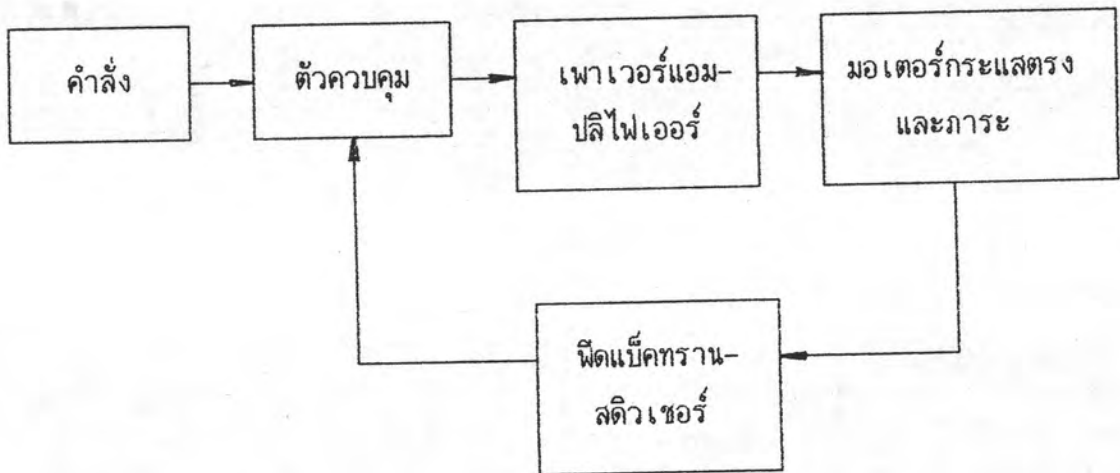 คำสั่ง
ตัวควบคุม
เพาเวอร์แอม-
ปลิไฟเออร์
มอเตอร์กระแสตรง
และภาระ
ฟีดแบ็คทราน-
สดิวเซอร์